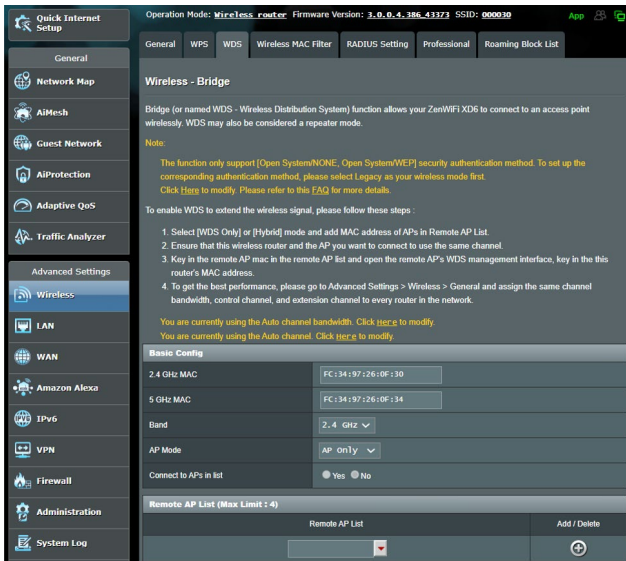 Quick Internet
Setup
Operation Mode: Wireless router Firmware Version: 3.0.0.4.386_43373 SSID: 000030 App
General WPS WDS Wireless MAC Filter RADIUS Setting Professional Roaming Block List
General
Network Map
AiMesh
Guest Network
AiProtection
Adaptive QoS
Traffic Analyzer
Advanced Settings
Wireless
LAN
WAN
Amazon Alexa
IPv6
VPN
Firewall
Administration
System Log
Wireless - Bridge
Bridge (or named WDS - Wireless Distribution System) function allows your ZenWiFi XD6 to connect to an access point
wirelessly. WDS may also be considered a repeater mode.
Note:
The function only support [Open System/NONE, Open System/WEP] security authentication method. To set up the
corresponding authentication method, please select Legacy as your wireless mode first.
Click Here to modify. Please refer to this FAQ for more details.
To enable WDS to extend the wireless signal, please follow these steps :
1. Select [WDS Only] or [Hybrid] mode and add MAC address of APs in Remote AP List.
2. Ensure that this wireless router and the AP you want to connect to use the same channel.
3. Key in the remote AP mac in the remote AP list and open the remote AP's WDS management interface, key in the this
router's MAC address.
4. To get the best performance, please go to Advanced Settings > Wireless > General and assign the same channel
bandwidth, control channel, and extension channel to every router in the network.
You are currently using the Auto channel bandwidth. Click Here to modify.
You are currently using the Auto channel. Click Here to modify.
Basic Config
2.4 GHz MAC FC:34:97:26:0F:30
5 GHz MAC FC:34:97:26:0F:34
Band 2.4 GHz
AP Mode AP Only
Connect to APs in list Yes No
Remote AP List (Max Limit : 4)
Remote AP List Add / Delete